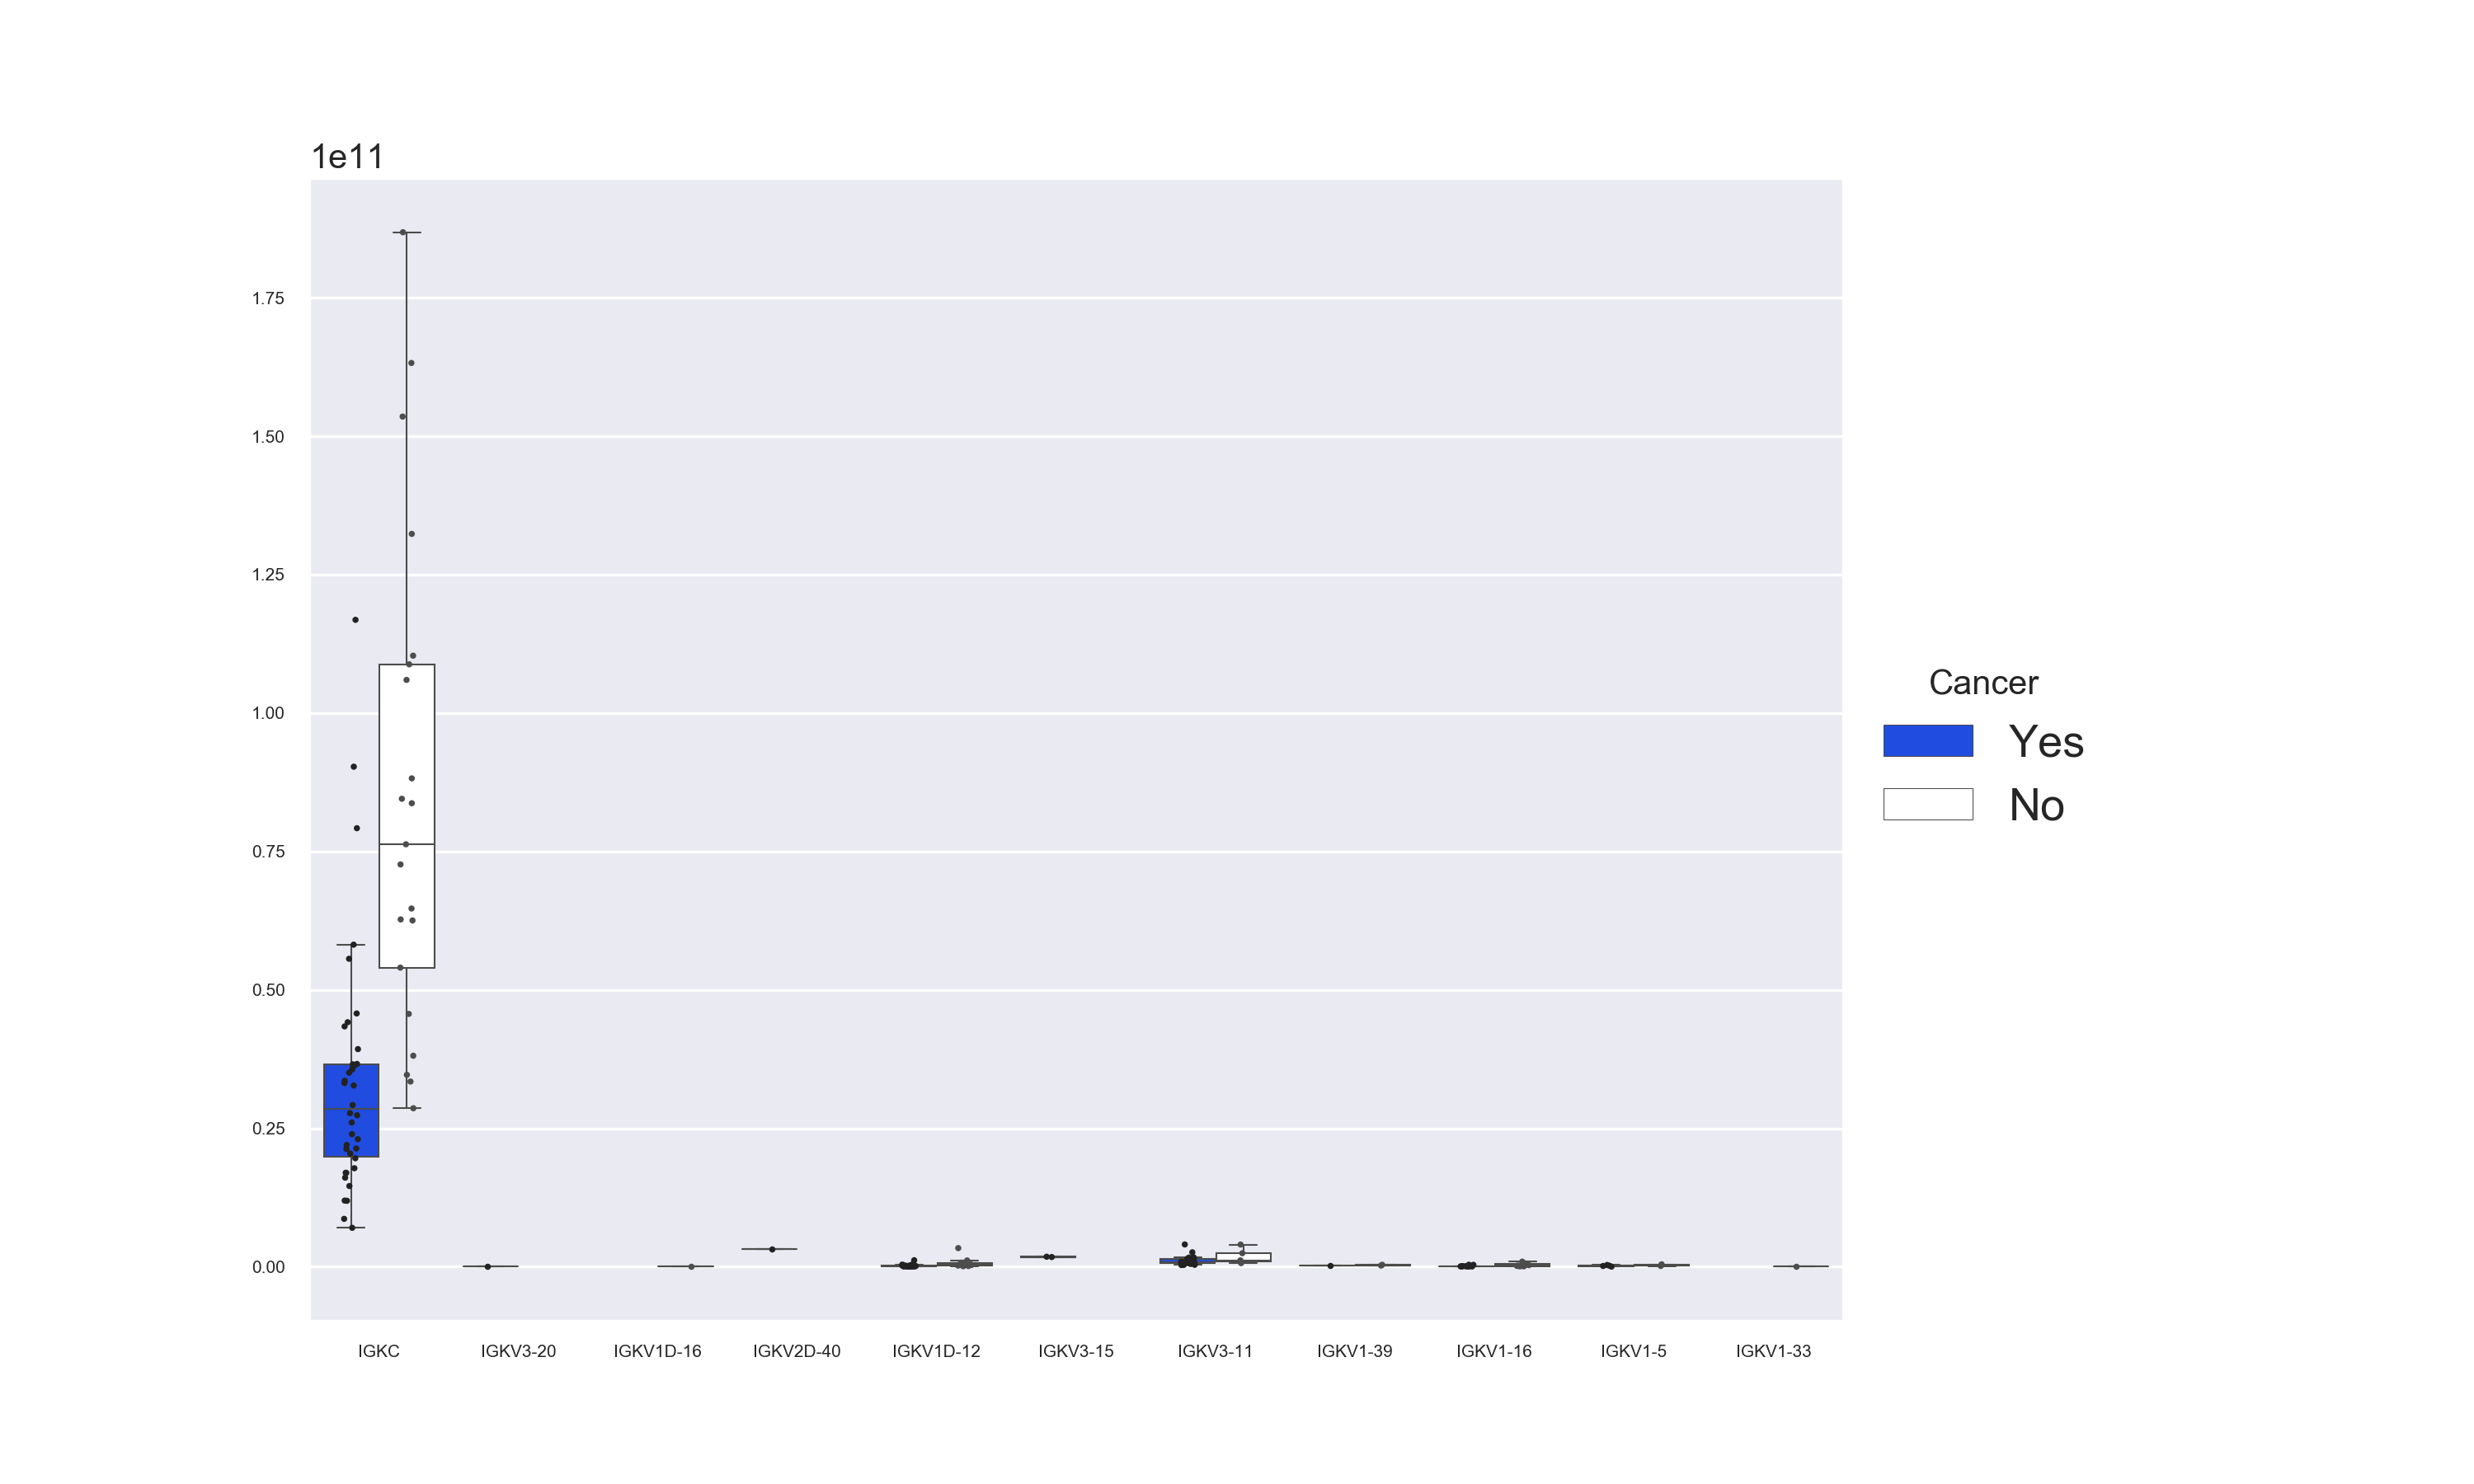 1e11
1.75
1.50
1.25
1.00
0.75
0.50
0.25
0.00
IGKC IGKV3-20 IGKV1D-16 IGKV2D-40 IGKV1D-12 IGKV3-15 IGKV3-11 IGKV1-39 IGKV1-16 IGKV1-5 IGKV1-33
Cancer
Yes
No